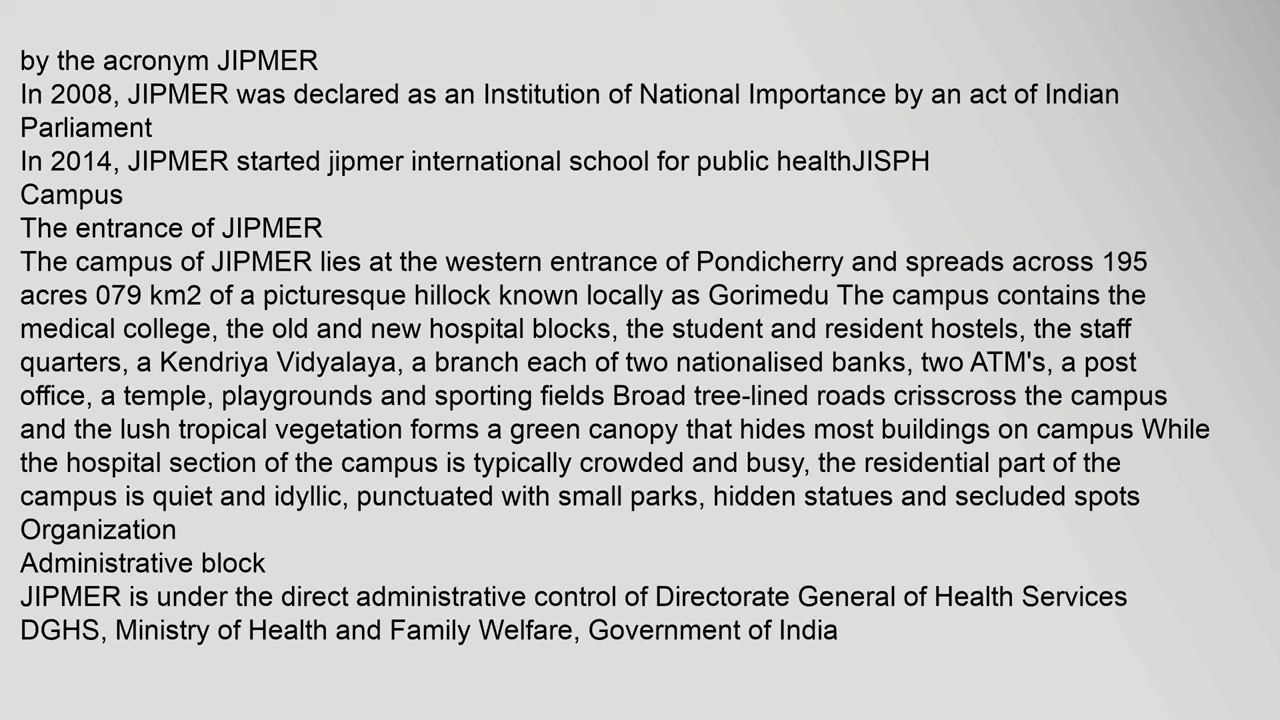 by the acronym JIPMER
In 2008, JIPMER was declared as an Institution of National Importance by an act of Indian
Parliament
In 2014, JIPMER started jipmer international school for public healthJISPH
Campus
The entrance of JIPMER
The campus of JIPMER lies at the western entrance of Pondicherry and spreads across 195
acres 079 km2 of a picturesque hillock known locally as Gorimedu The campus contains the
medical college, the old and new hospital blocks, the student and resident hostels, the staff
quarters, a Kendriya Vidyalaya, a branch each of two nationalised banks, two ATM's, a post
office, a temple, playgrounds and sporting fields Broad tree-lined roads crisscross the campus
and the lush tropical vegetation forms a green canopy that hides most buildings on campus While
the hospital section of the campus is typically crowded and busy, the residential part of the
campus is quiet and idyllic, punctuated with small parks, hidden statues and secluded spots
Organization
Administrative block
JIPMER is under the direct administrative control of Directorate General of Health Services
DGHS, Ministry of Health and Family Welfare, Government of India